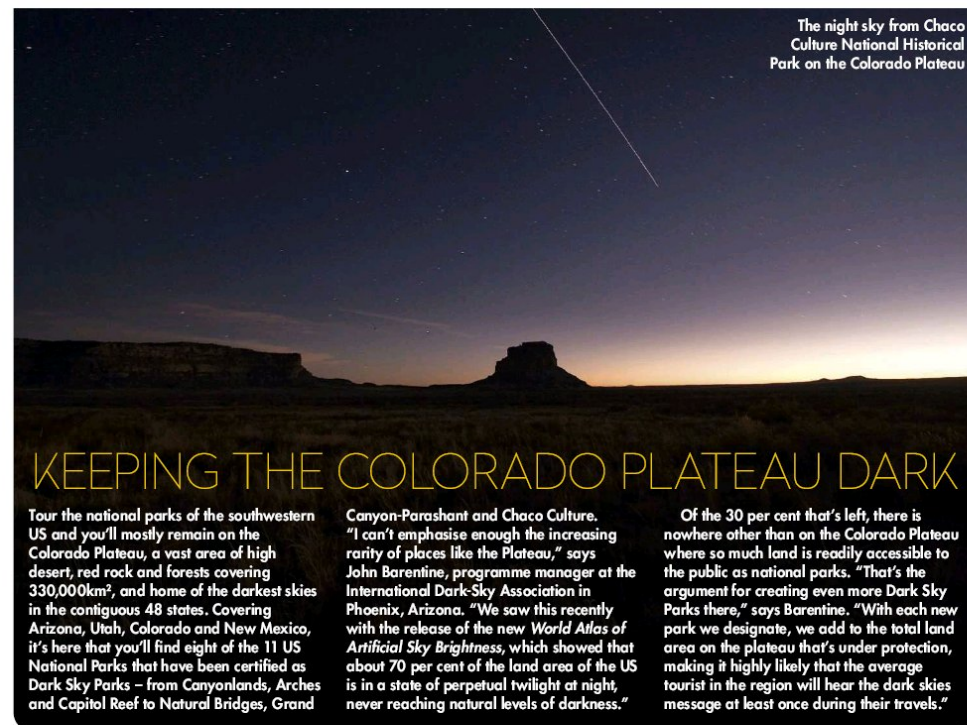 The night sky from Chaco
Culture National Historical
Park on the Colorado Plateau
KEEPING THE COLORADO PLATEAU DARK
Tour the national parks of the southwestern
US and you'll mostly remain on the
Colorado Plateau, a vast area of high
desert, red rock and forests covering
330,000km², and home of the darkest skies
in the contiguous 48 states. Covering
Arizona, Utah, Colorado and New Mexico,
it's here that you'll find eight of the 11 US
National Parks that have been certified as
Dark Sky Parks – from Canyonlands, Arches
and Capitol Reef to Natural Bridges, Grand
Canyon-Parashant and Chaco Culture.
“I can't emphasise enough the increasing
rarity of places like the Plateau,” says
John Barentine, programme manager at the
International Dark-Sky Association in
Phoenix, Arizona. “We saw this recently
with the release of the new World Atlas of
Artificial Sky Brightness, which showed that
about 70 per cent of the land area of the US
is in a state of perpetual twilight at night,
never reaching natural levels of darkness.”
Of the 30 per cent that's left, there is
nowhere other than on the Colorado Plateau
where so much land is readily accessible to
the public as national parks. “That's the
argument for creating even more Dark Sky
Parks there,” says Barentine. “With each new
park we designate, we add to the total land
area on the plateau that's under protection,
making it highly likely that the average
tourist in the region will hear the dark skies
message at least once during their travels.”